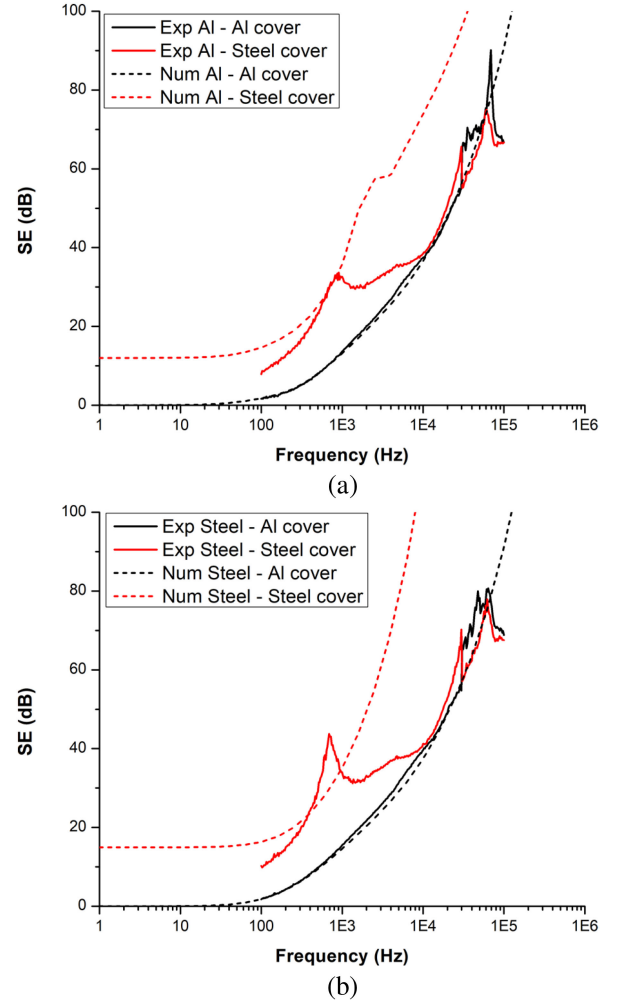 100
80
60
40
20
0
SE (dB)
Exp Al - Al cover
Exp Al - Steel cover
Num Al - Al cover
Num Al - Steel cover
1 10 100 1E3 1E4 1E5 1E6
Frequency (Hz)
(a)
100
80
60
40
20
0
SE (dB)
Exp Steel - Al cover
Exp Steel - Steel cover
Num Steel - Al cover
Num Steel - Steel cover
1 10 100 1E3 1E4 1E5 1E6
Frequency (Hz)
(b)